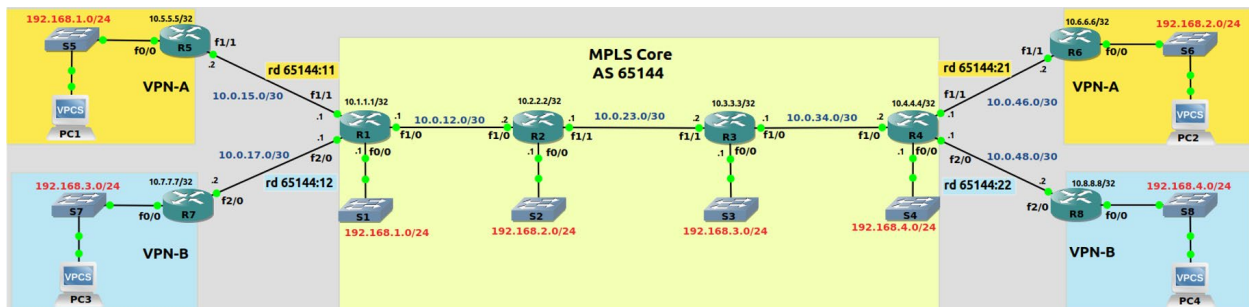 192.168.1.0/24
10.5.5.5/32
S5
f0/0
R5
f1/1
.2
VPN-A
VPCS
PC1
rd 65144:11
10.0.15.0/30
f1/1
.1
10.0.17.0/30
.1
f2/0
rd 65144:12
192.168.3.0/24
10.7.7.7/32
.2
S7
f0/0
R7
f2/0
VPN-B
VPCS
PC3
MPLS Core
AS 65144
10.1.1.1/32
R1
.1
f1/0
.1
f0/0
S1
192.168.1.0/24
10.0.12.0/30
10.2.2.2/32
.2
f1/0
R2
.1
f1/1
.1
f0/0
S2
192.168.2.0/24
10.0.23.0/30
10.3.3.3/32
.2
f1/1
R3
.1
f1/0
.1
f0/0
S3
192.168.3.0/24
10.0.34.0/30
10.4.4.4/32
.2
f1/0
R4
.1
f0/0
S4
192.168.4.0/24
rd 65144:21
f1/1
.1
10.0.46.0/30
.1
f2/0
10.0.48.0/30
rd 65144:22
10.6.6.6/32
192.168.2.0/24
f1/1
.2
R6
f0/0
S6
VPN-A
VPCS
PC2
10.8.8.8/32
192.168.4.0/24
.2
f2/0
R8
f0/0
S8
VPN-B
VPCS
PC4